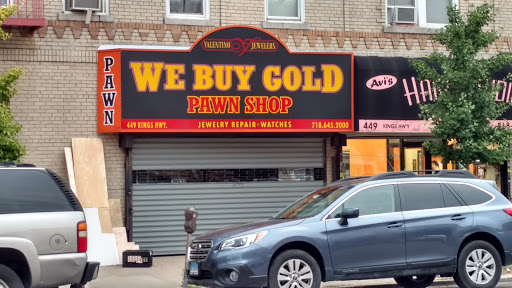 VALENTINO JEWELERS
PAWN
WE BUY GOLD
PAWN SHOP
449 KINGS HWY.
JEWELRY REPAIR - WATCHES
718.645.2000
Avi's
449 KINGS HWY